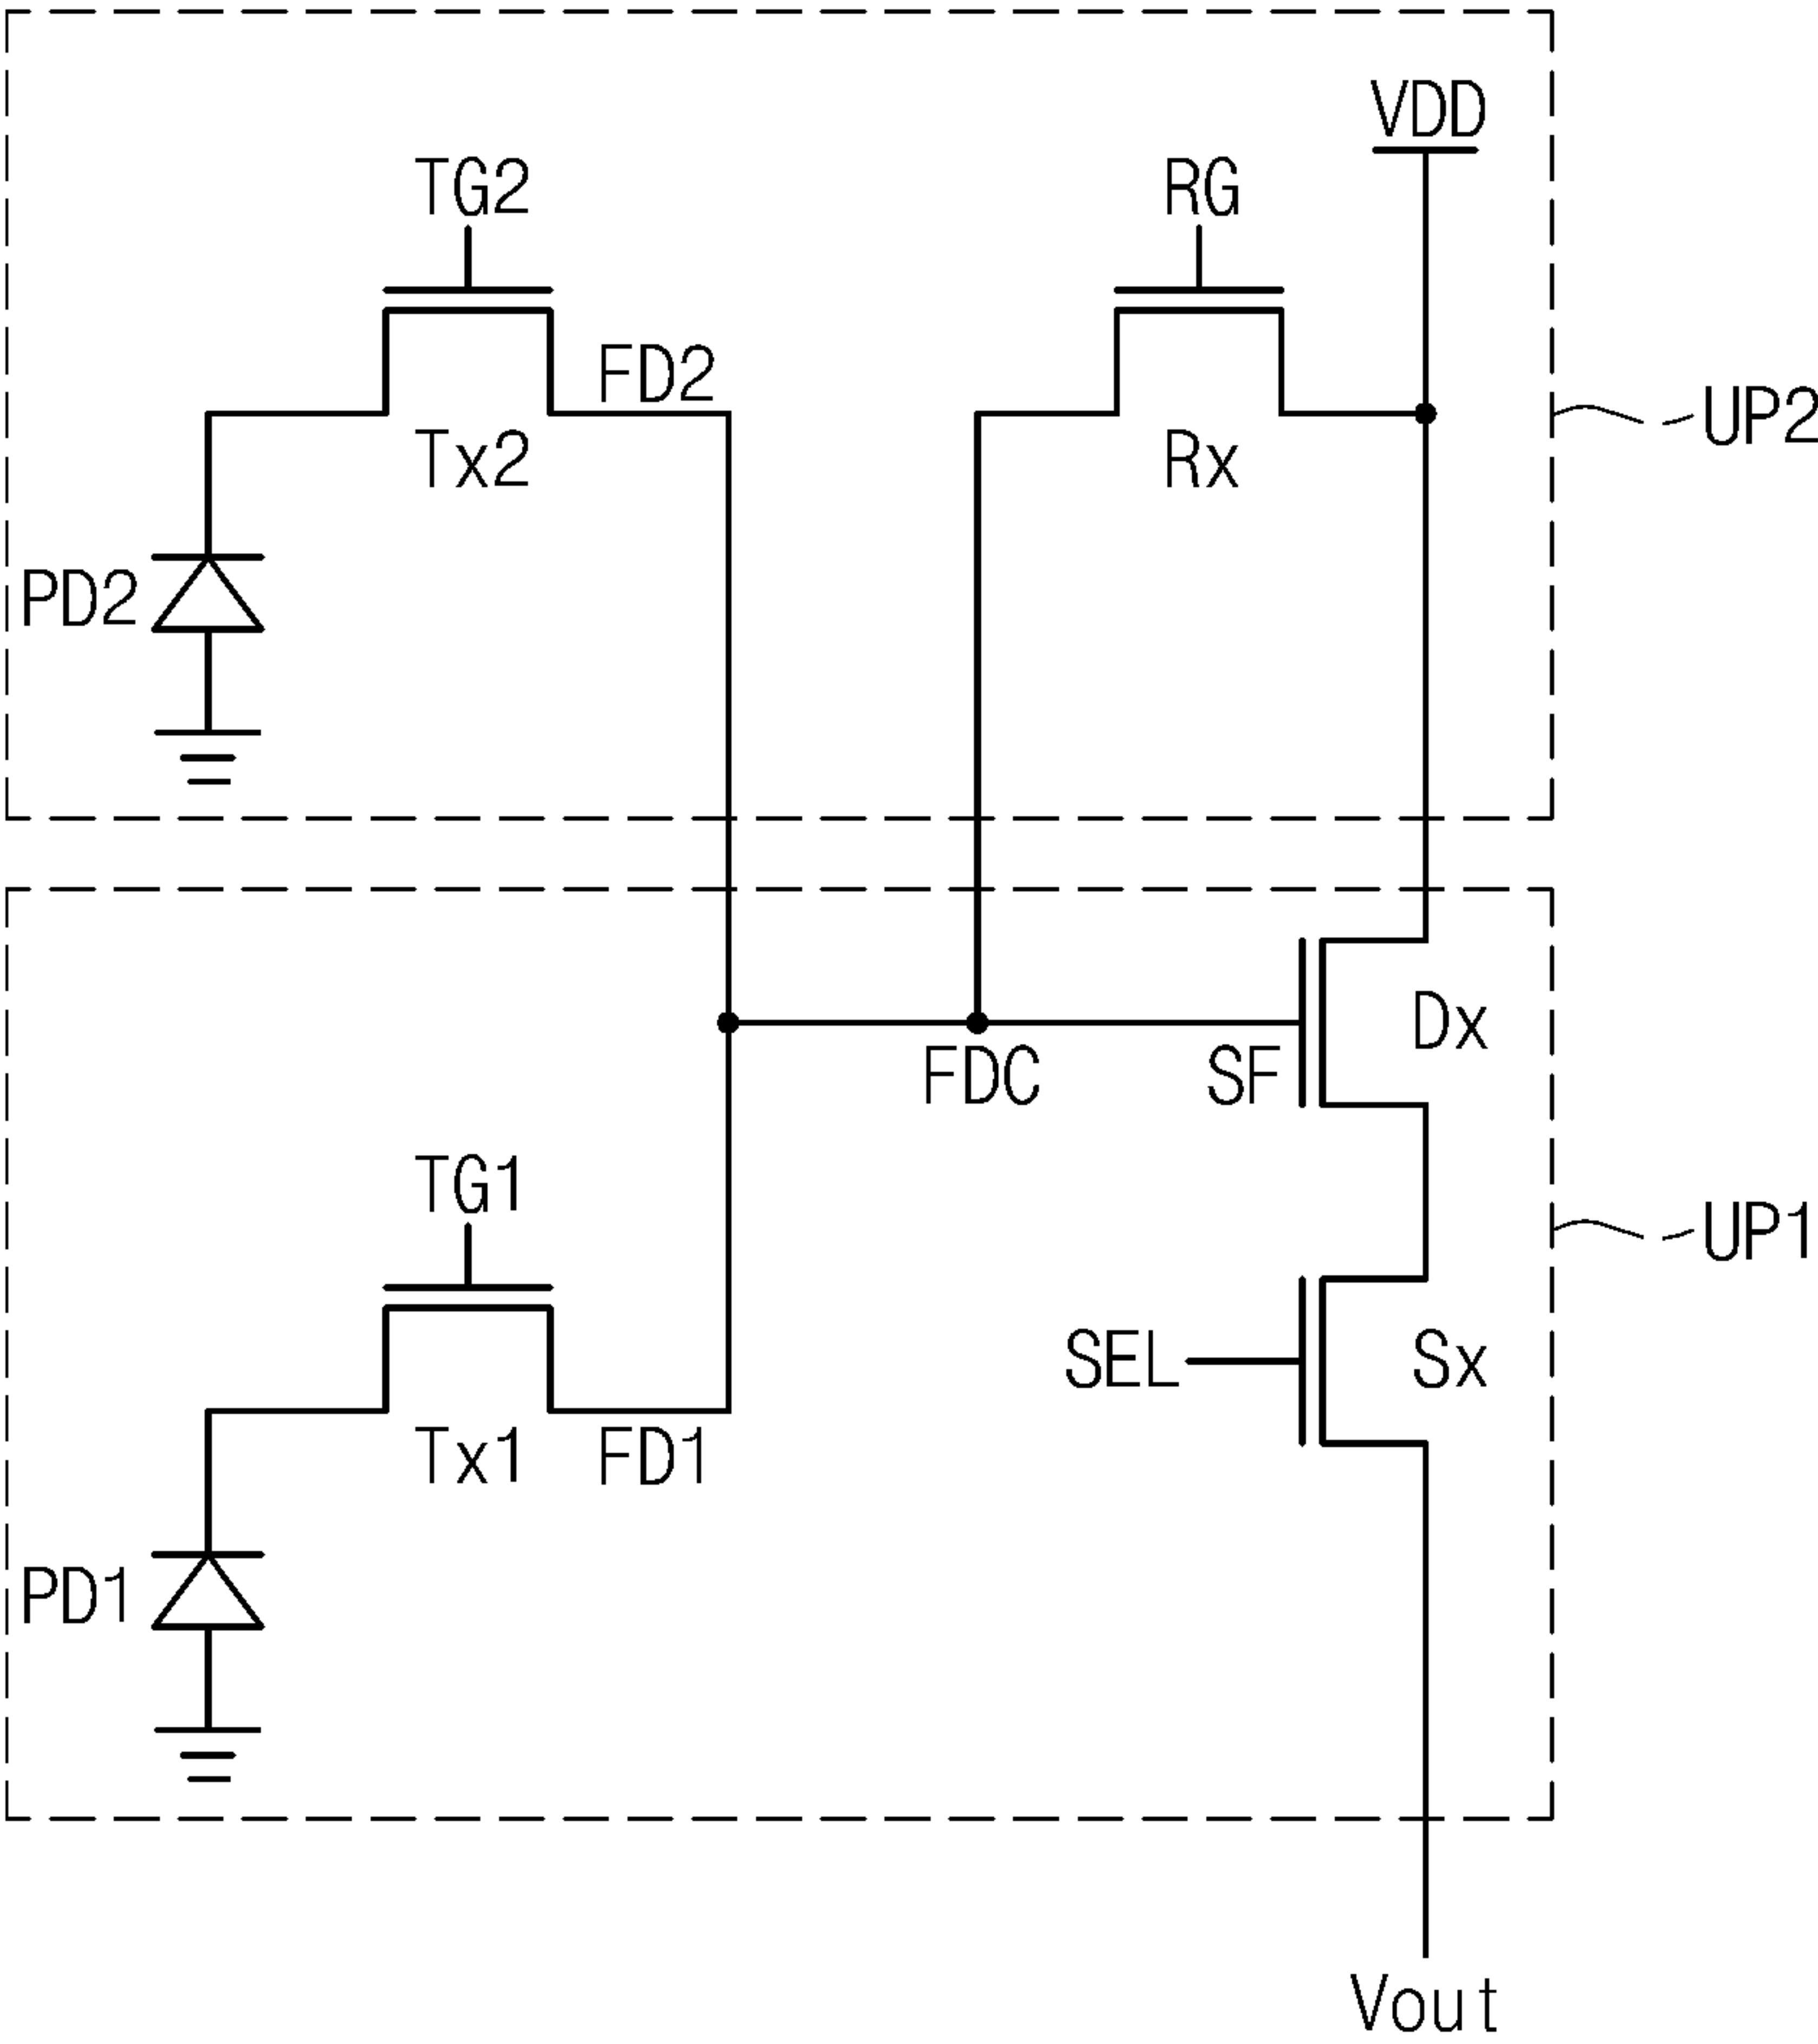 VDD
TG2
RG
FD2
UP2
Tx2
Rx
PD2
Dx
FDC
SF
TG1
UP1
SEL
Sx
Tx1
FD1
PD1
Vout